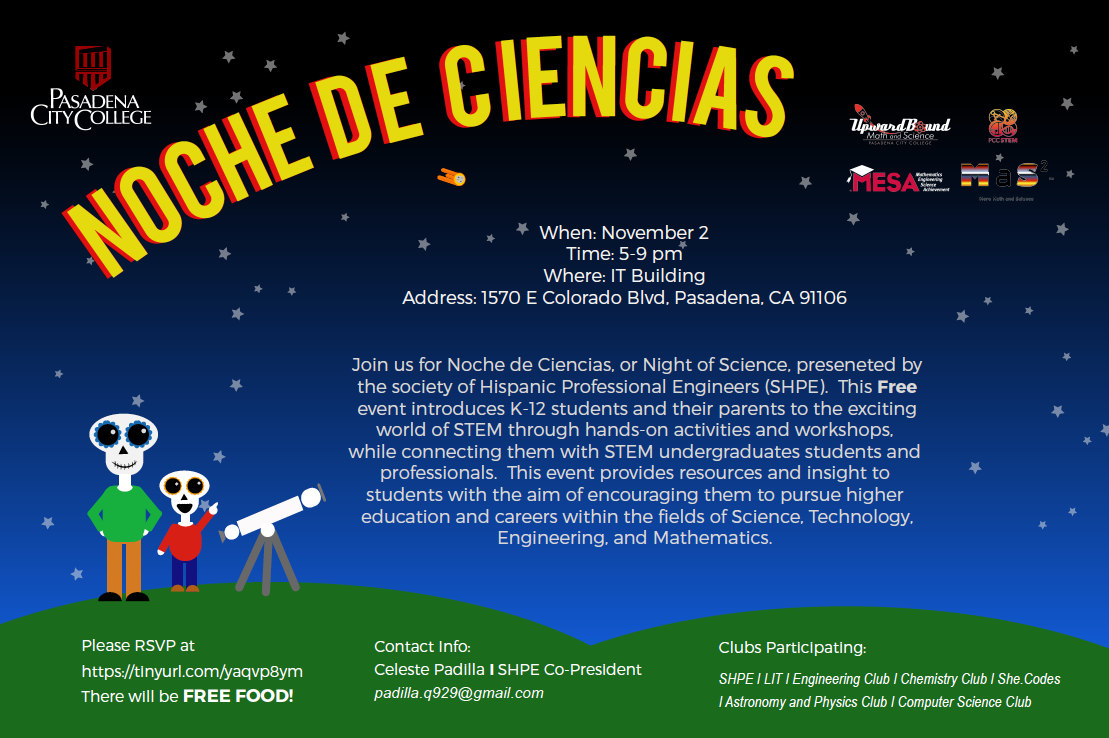 NOCHE DE CIENCIAS
PASADENA
CITY COLLEGE
UpwardBound
Math and Science
PASADENA CITY COLLEGE
PCC STEM
MESA
Mathematics
Engineering
Science
Achievement
MaS2
More Math and Science
When: November 2
Time: 5-9 pm
Where: IT Building
Address: 1570 E Colorado Blvd, Pasadena, CA 91106
Join us for Noche de Ciencias, or Night of Science, preseneted by
the society of Hispanic Professional Engineers (SHPE). This Free
event introduces K-12 students and their parents to the exciting
world of STEM through hands-on activities and workshops,
while connecting them with STEM undergraduates students and
professionals. This event provides resources and insight to
students with the aim of encouraging them to pursue higher
education and careers within the fields of Science, Technology,
Engineering, and Mathematics.
Please RSVP at
https://tinyurl.com/yaqvp8ym
There will be FREE FOOD!
Contact Info:
Celeste Padilla I SHPE Co-President
padilla.q929@gmail.com
Clubs Participating:
SHPE I LIT I Engineering Club I Chemistry Club I She.Codes
I Astronomy and Physics Club I Computer Science Club